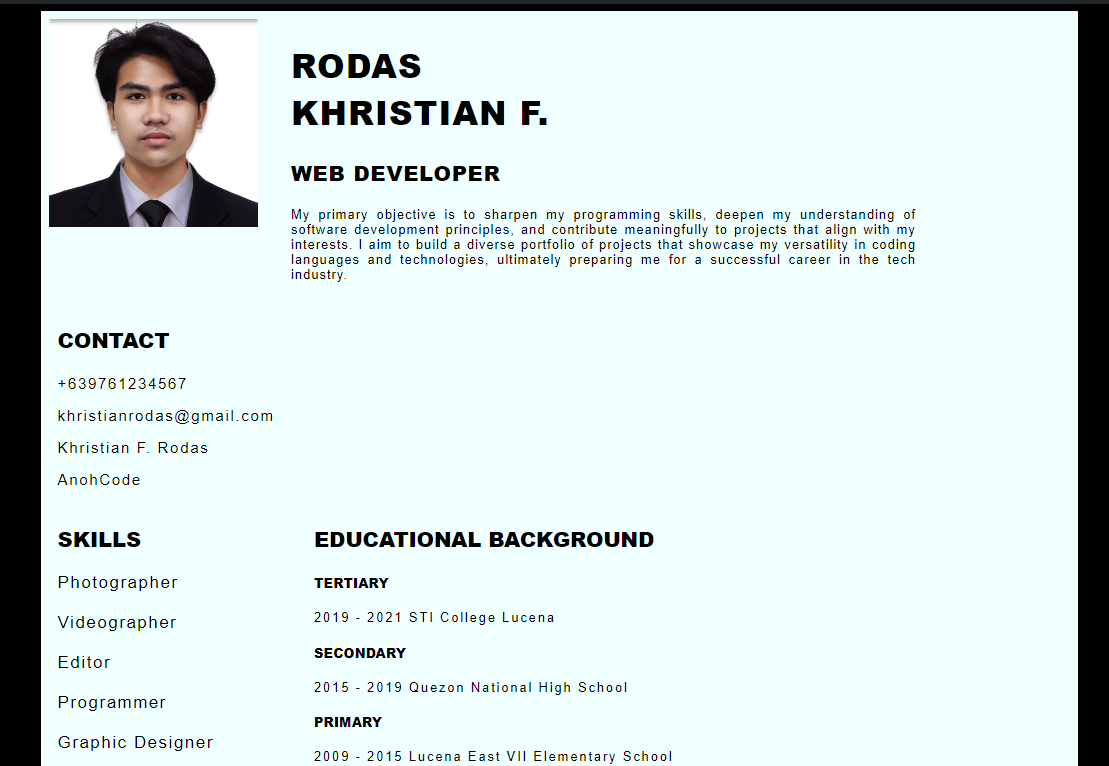 RODAS
KHRISTIAN F.
WEB DEVELOPER
My primary objective is to sharpen my programming skills, deepen my understanding of
software development principles, and contribute meaningfully to projects that align with my
interests. I aim to build a diverse portfolio of projects that showcase my versatility in coding
languages and technologies, ultimately preparing me for a successful career in the tech
industry.
CONTACT
+639761234567
khristianrodas@gmail.com
Khristian F. Rodas
AnohCode
SKILLS
Photographer
Videographer
Editor
Programmer
Graphic Designer
EDUCATIONAL BACKGROUND
TERTIARY
2019 - 2021 STI College Lucena
SECONDARY
2015 - 2019 Quezon National High School
PRIMARY
2009 - 2015 Lucena East VII Elementary School